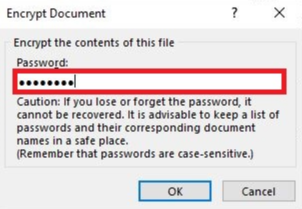 Encrypt Document ? X
Encrypt the contents of this file
Password:
••••••••
Caution: If you lose or forget the password, it
cannot be recovered. It is advisable to keep a list of
passwords and their corresponding document
names in a safe place.
(Remember that passwords are case-sensitive.)
OK Cancel